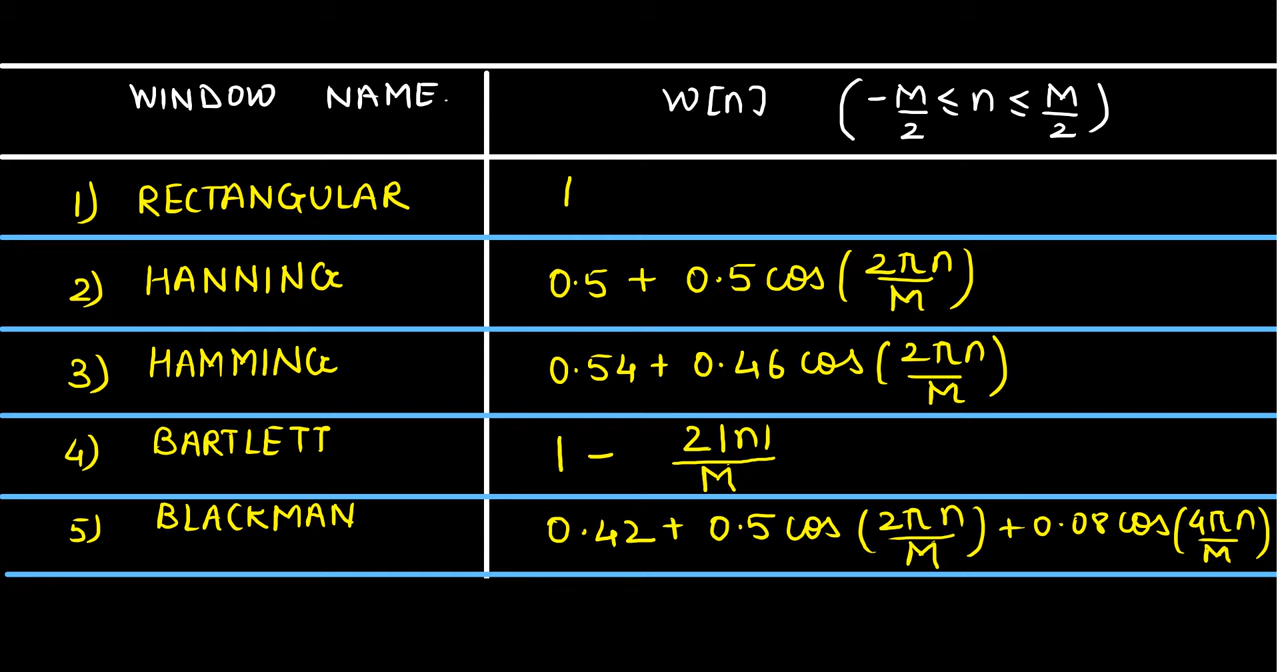 WINDOW NAME. W[n] (-M/2 ≤ n ≤ M/2)
1) RECTANGULAR 1
2) HANNING 0.5 + 0.5 cos(2πn/M)
3) HAMMING 0.54 + 0.46 cos(2πn/M)
4) BARTLETT 1 - 2|n|/M
5) BLACKMAN 0.42 + 0.5 cos(2πn/M) + 0.08 cos(4πn/M)